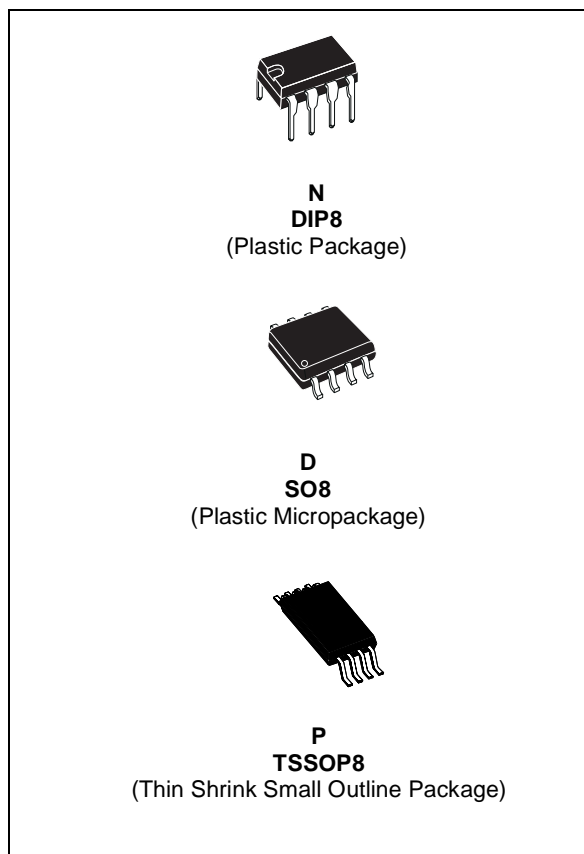 N
DIP8
(Plastic Package)
D
SO8
(Plastic Micropackage)
P
TSSOP8
(Thin Shrink Small Outline Package)